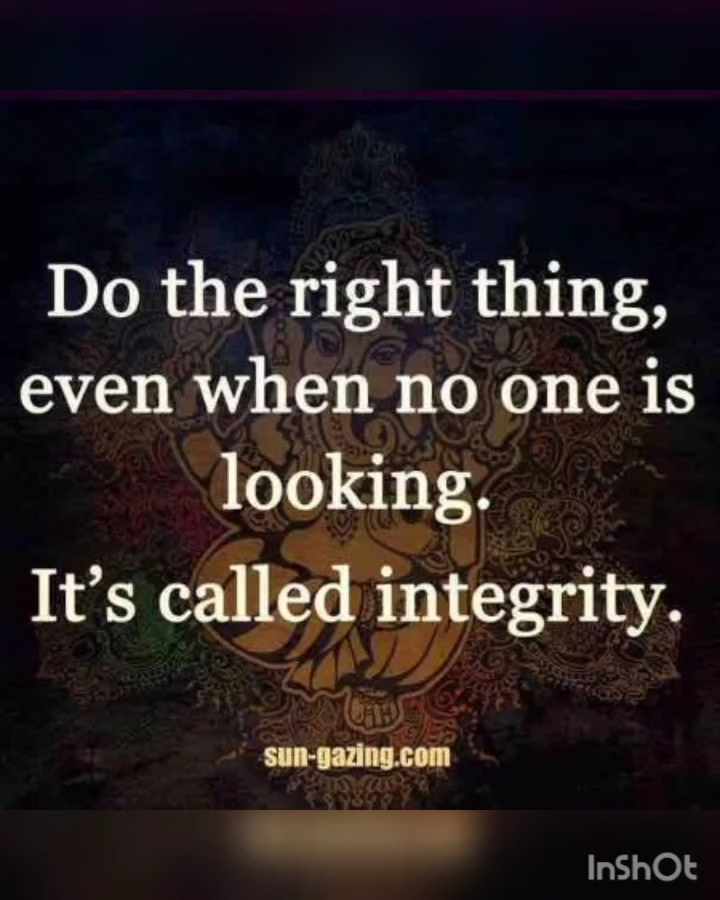 Do the right thing,
even when no one is
looking.
It’s called integrity.
sun-gazing.com
InShOt